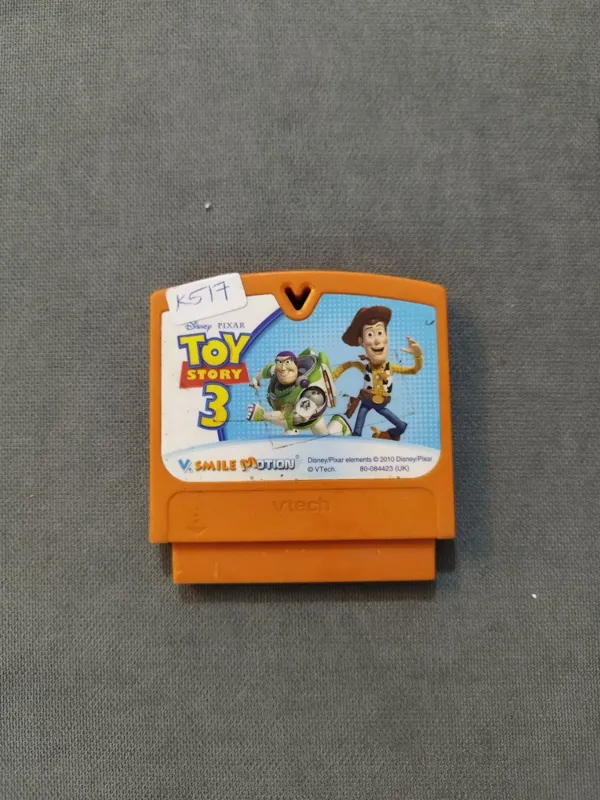 K517
Disney PIXAR
TOY
STORY
3
V.SMILE MOTION
Disney/Pixar elements © 2010 Disney/Pixar
© VTech. 80-084423 (UK)
vtech